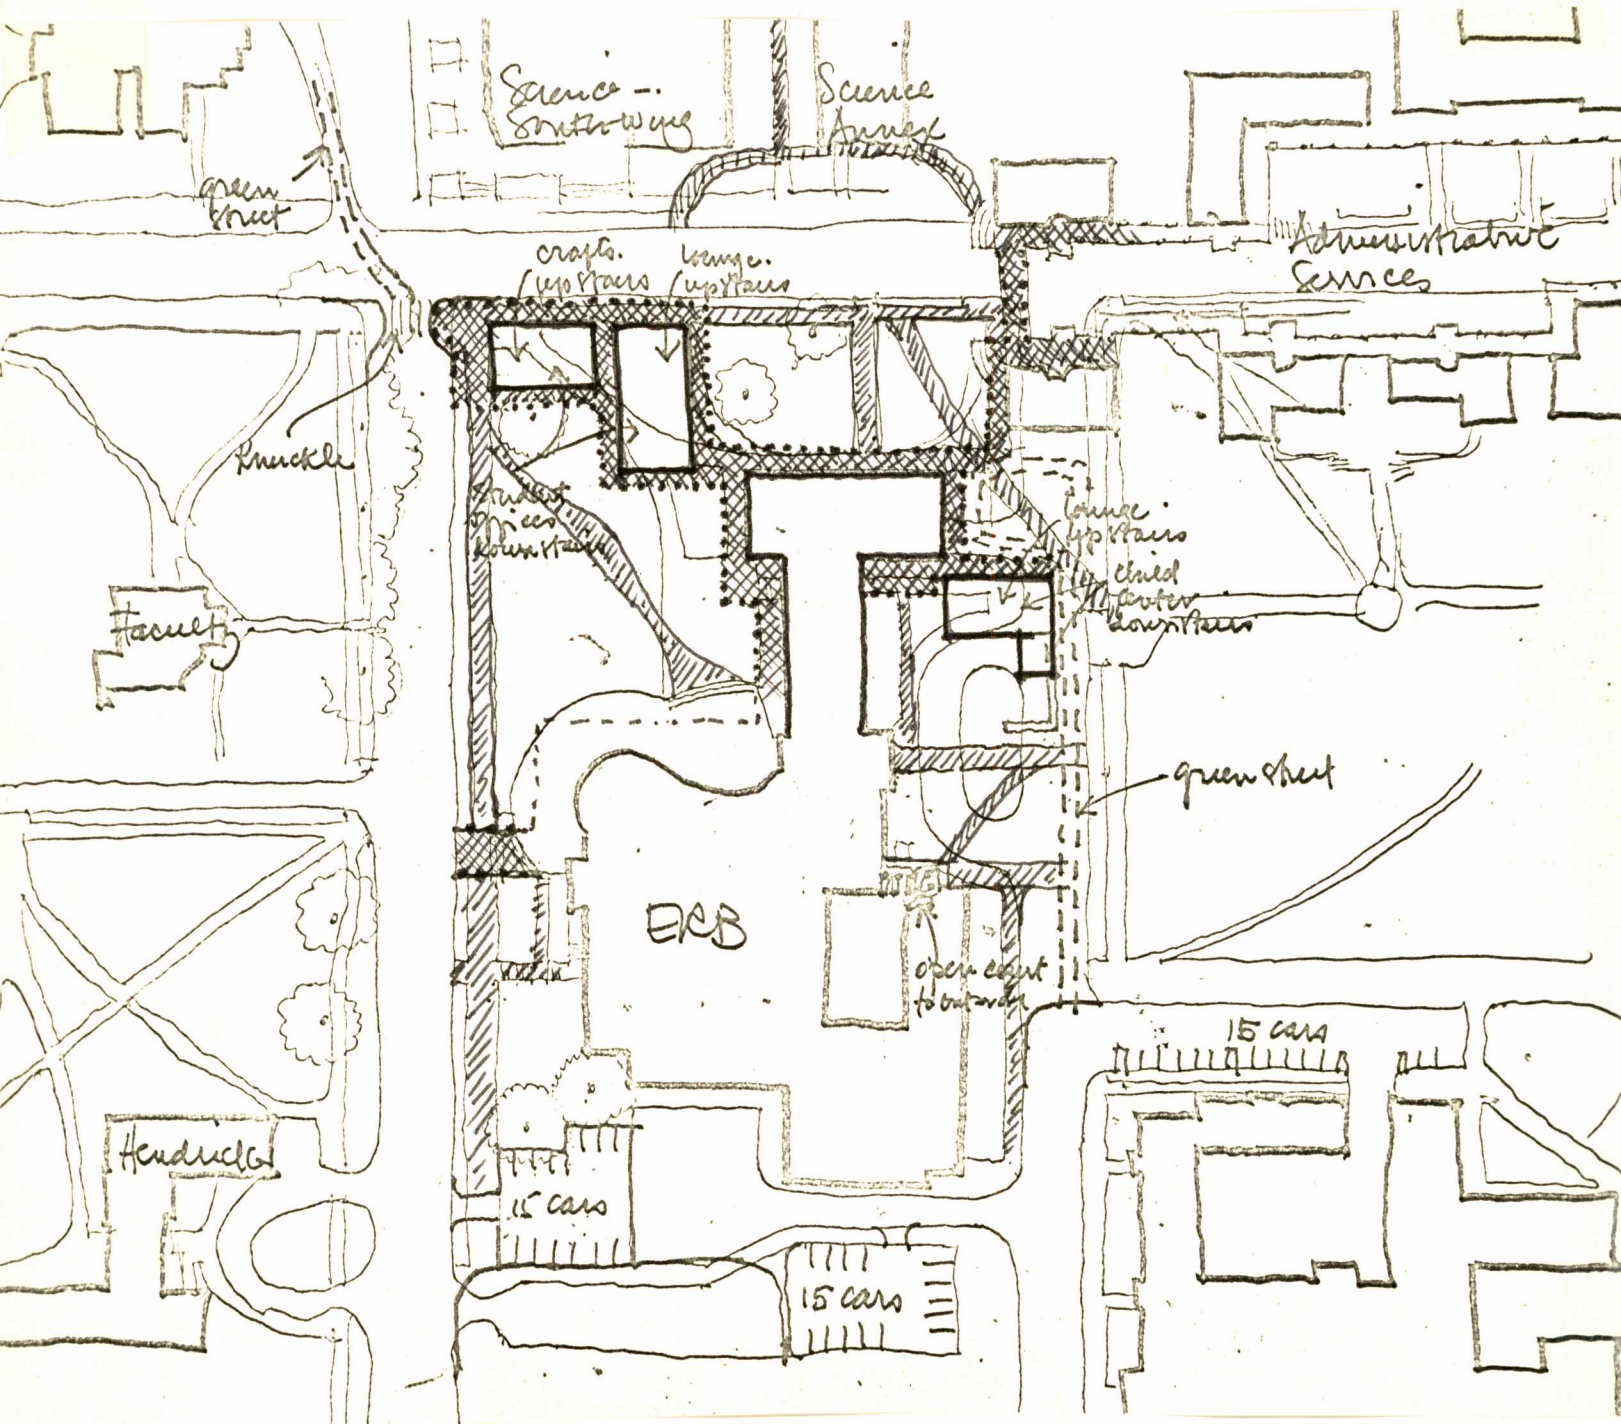 Science -.
South-Wing
Science
Annex
green
street
crafts.
upstairs
lounge.
upstairs
Administrative
Services
Knuckle
student
offices
downstairs
lounge
upstairs
child
center
downstairs
Faculty
green street
ERB
open court
15 cars
Hendricks
15 cars
15 cars